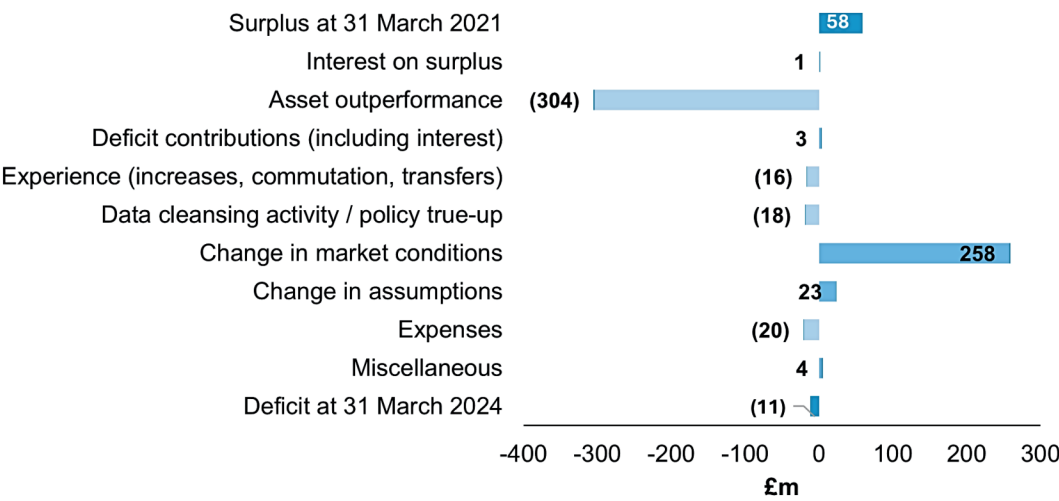 Surplus at 31 March 2021 58
Interest on surplus 1
Asset outperformance (304)
Deficit contributions (including interest) 3
Experience (increases, commutation, transfers) (16)
Data cleansing activity / policy true-up (18)
Change in market conditions 258
Change in assumptions 23
Expenses (20)
Miscellaneous 4
Deficit at 31 March 2024 (11)
-400 -300 -200 -100 0 100 200 300
£m